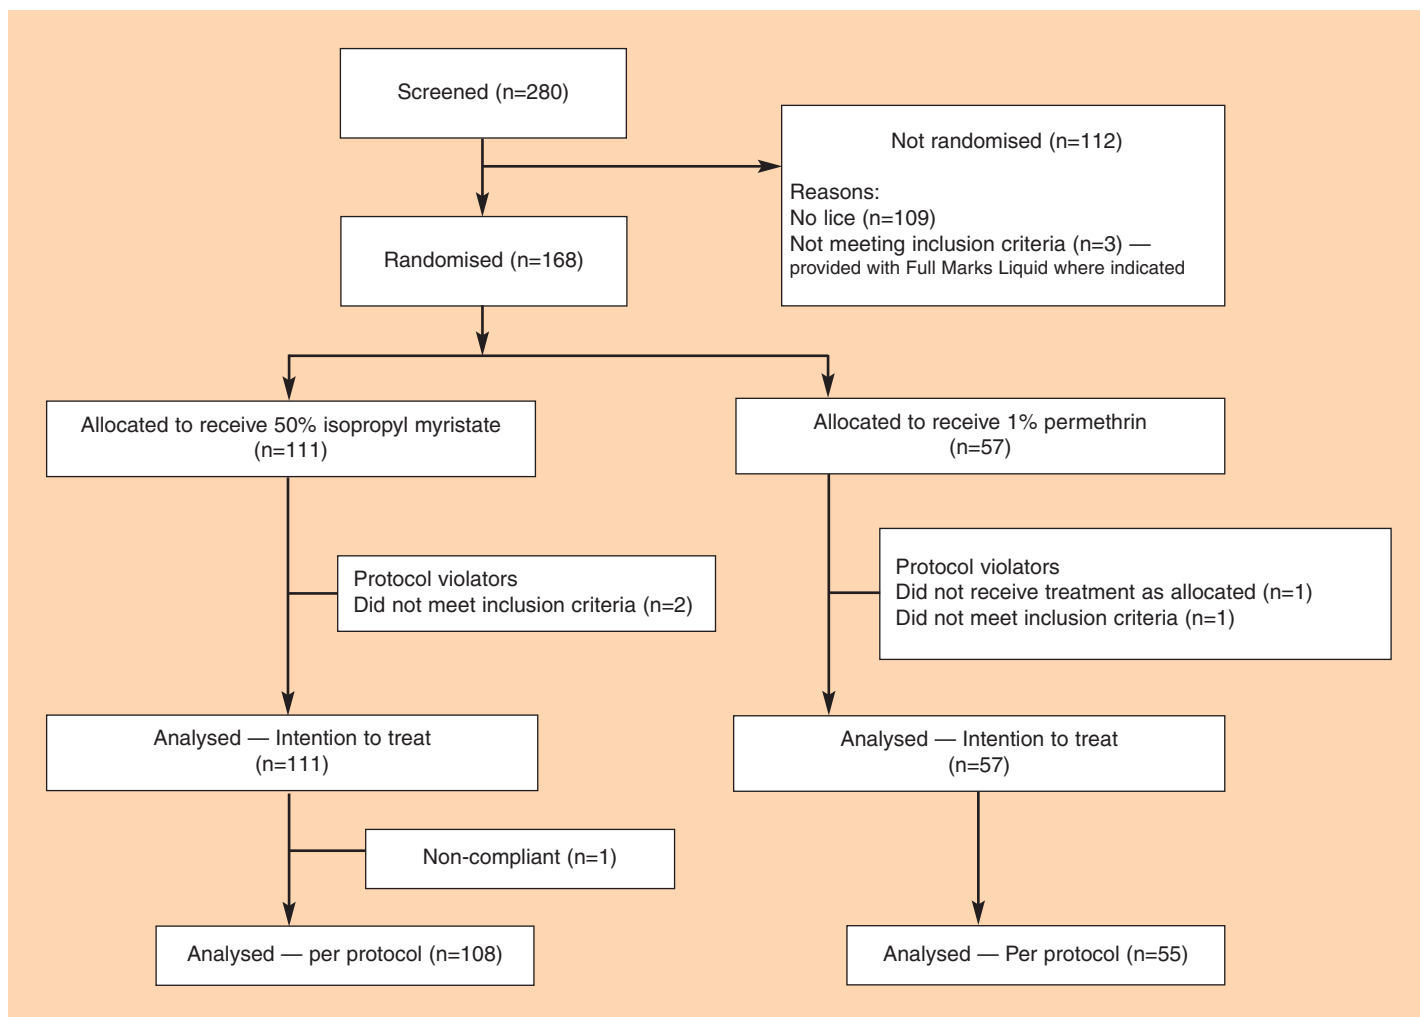 Screened (n=280)
Not randomised (n=112)
Reasons:
No lice (n=109)
Not meeting inclusion criteria (n=3) —
provided with Full Marks Liquid where indicated
Randomised (n=168)
Allocated to receive 50% isopropyl myristate
(n=111)
Allocated to receive 1% permethrin
(n=57)
Protocol violators
Did not meet inclusion criteria (n=2)
Protocol violators
Did not receive treatment as allocated (n=1)
Did not meet inclusion criteria (n=1)
Analysed — Intention to treat
(n=111)
Analysed — Intention to treat
(n=57)
Non-compliant (n=1)
Analysed — per protocol (n=108)
Analysed — Per protocol (n=55)